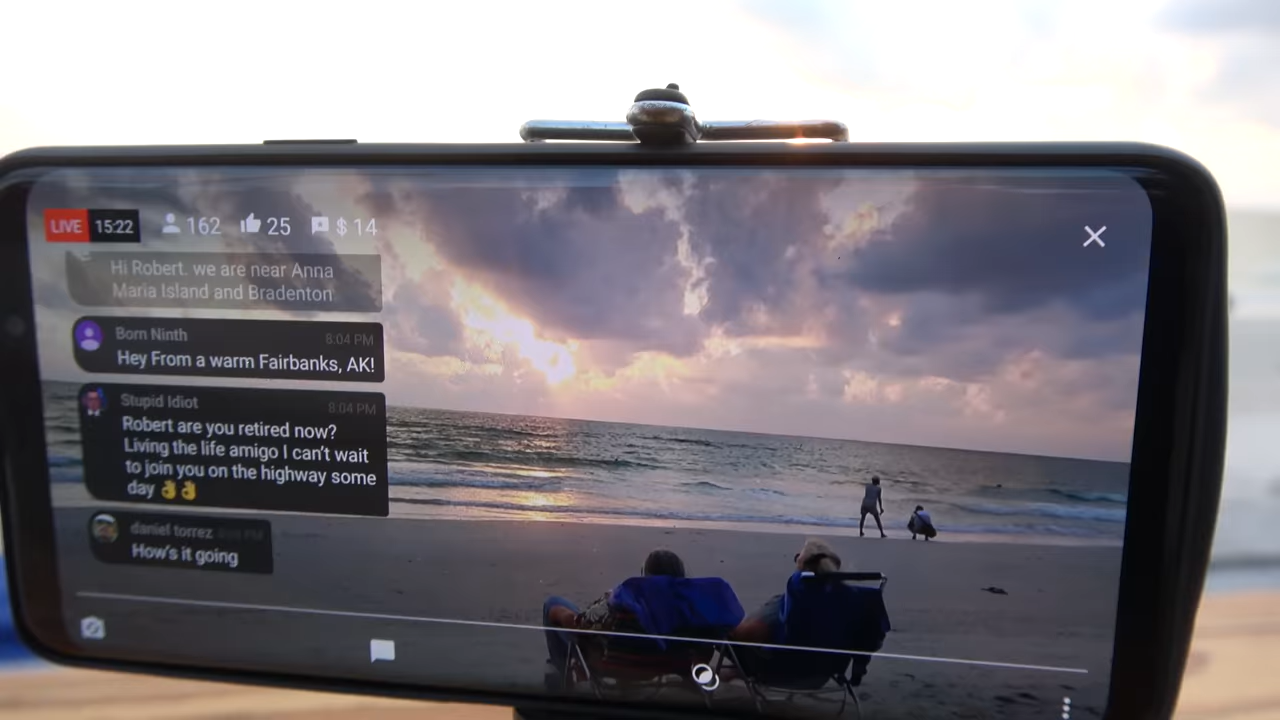 LIVE 15:22 162 25 $ 14
Hi Robert. we are near Anna
Maria Island and Bradenton
Born Ninth 8:04 PM
Hey From a warm Fairbanks, AK!
Stupid Idiot 8:04 PM
Robert are you retired now?
Living the life amigo I can't wait
to join you on the highway some
day 👌👌
daniel torrez
How's it going